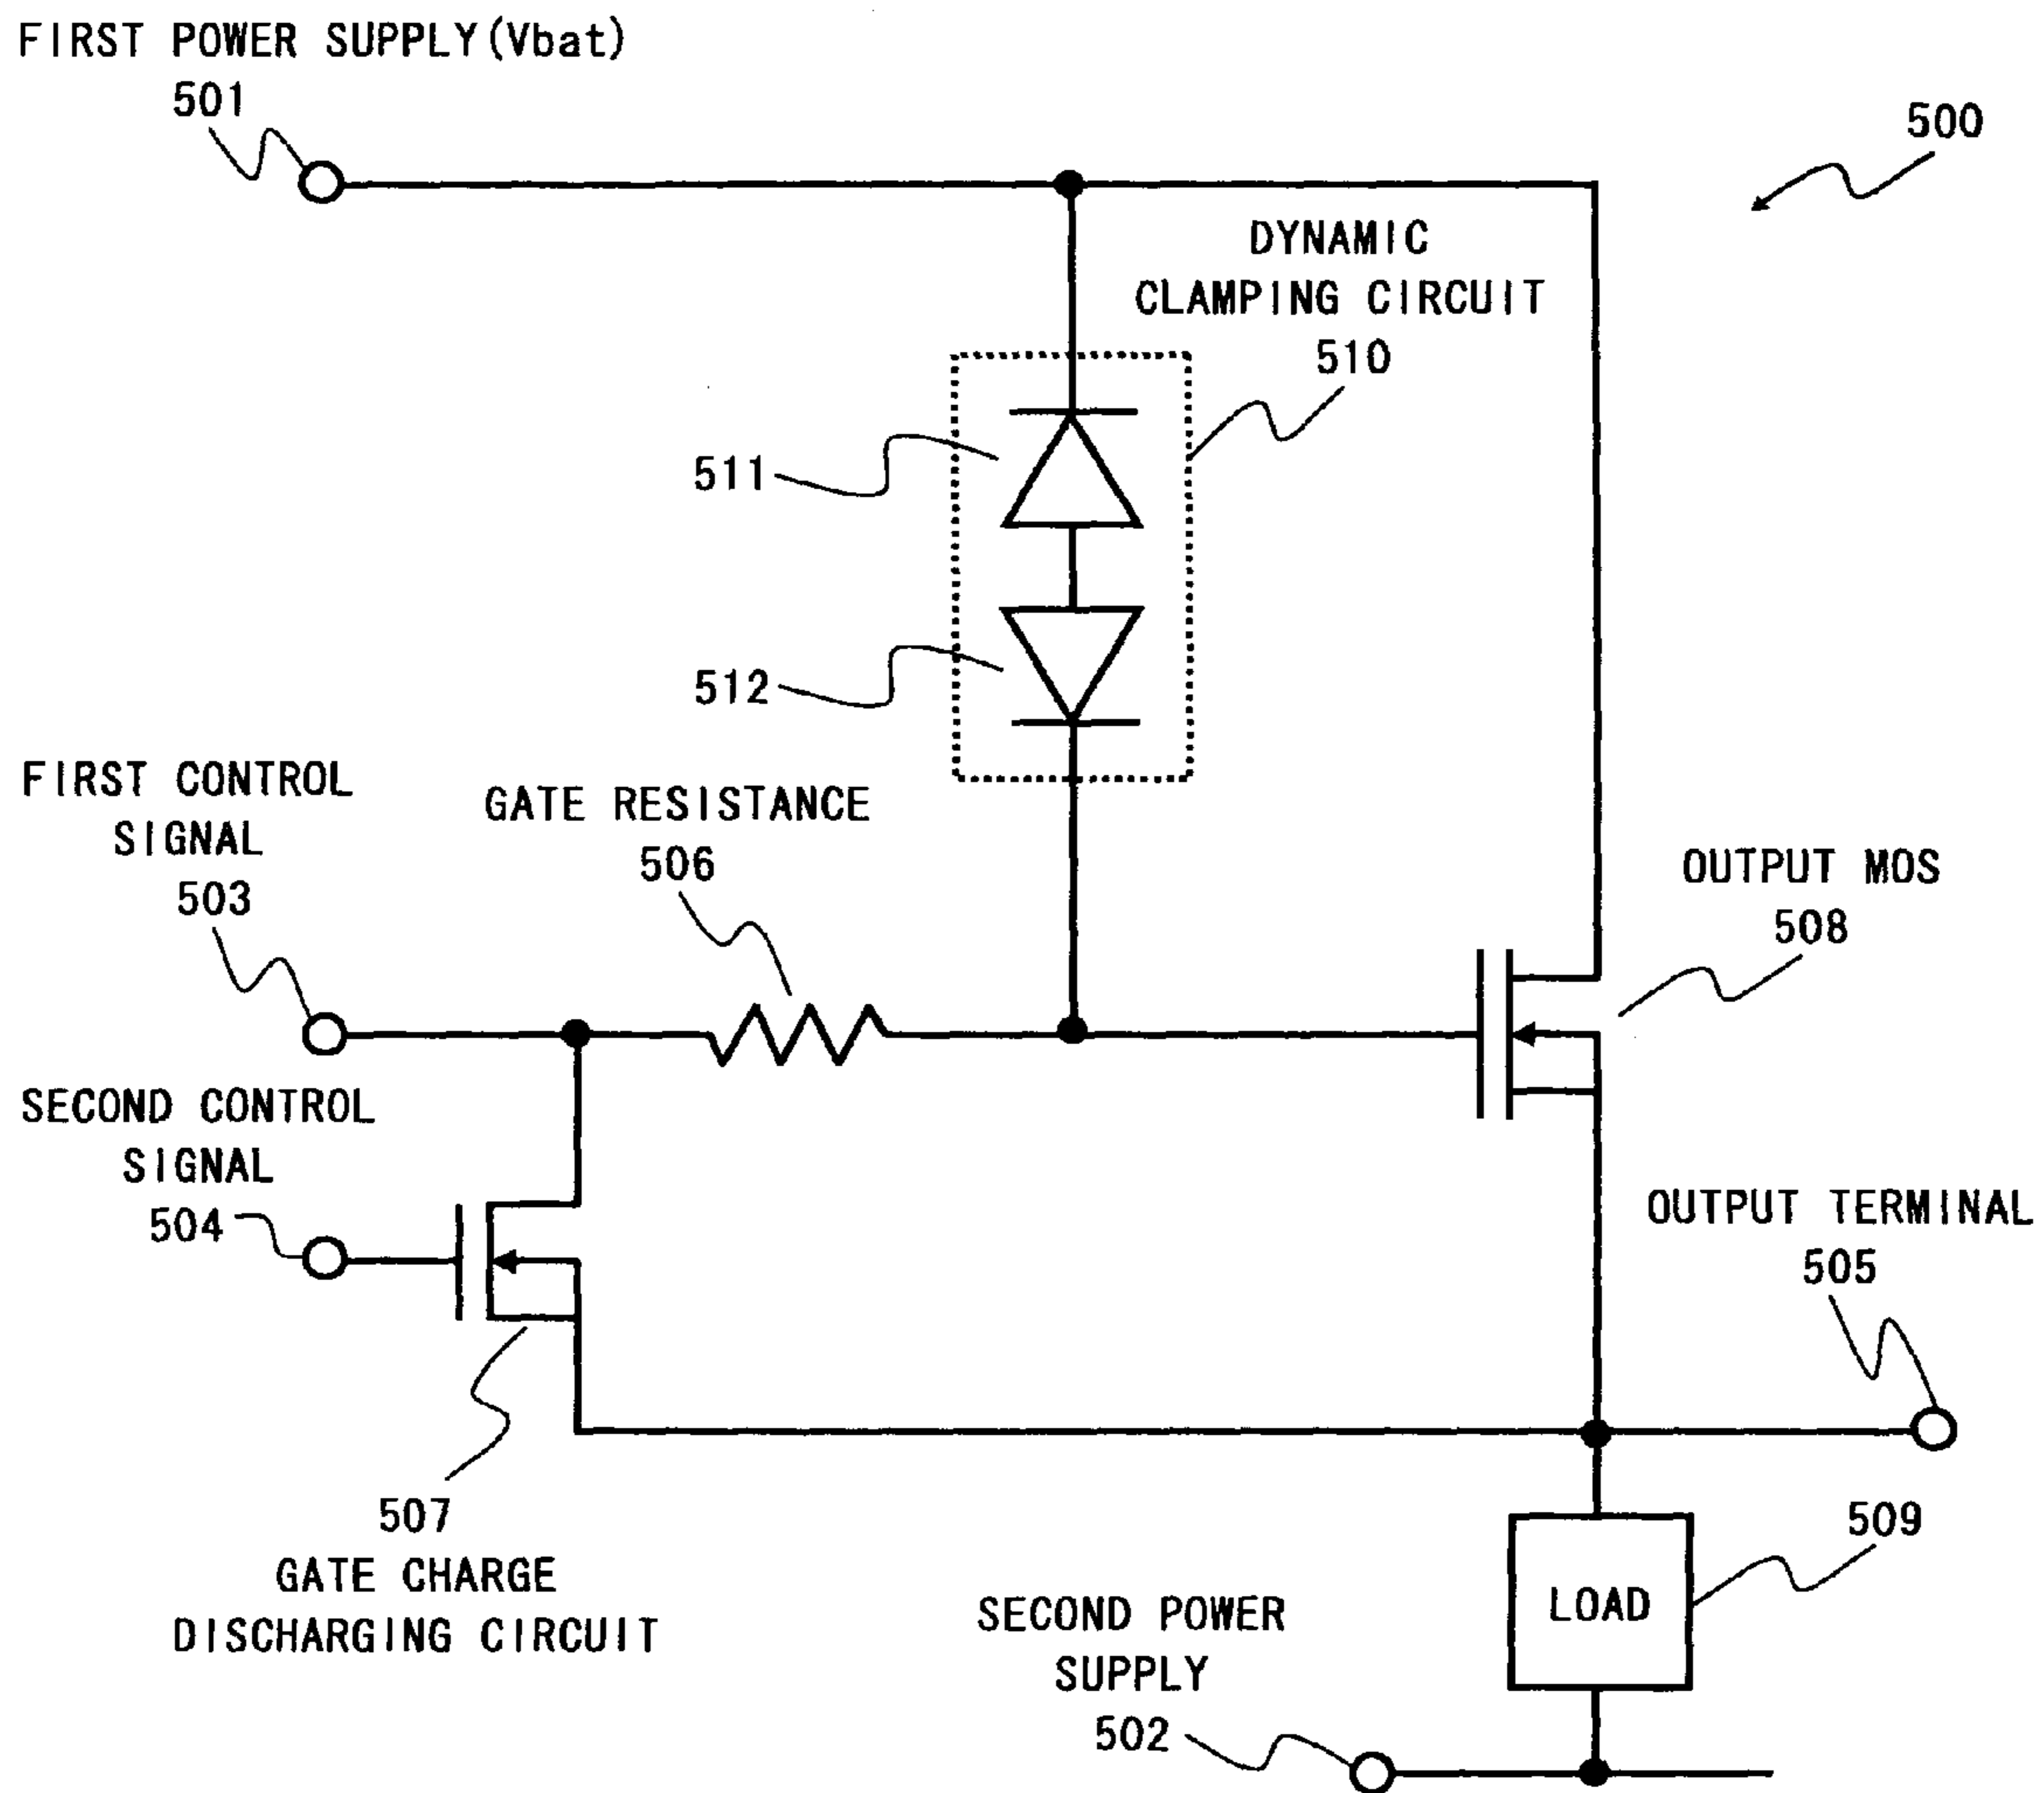 FIRST POWER SUPPLY(Vbat)
501
500
DYNAMIC
CLAMPING CIRCUIT
510
511
512
FIRST CONTROL
SIGNAL
503
GATE RESISTANCE
506
OUTPUT MOS
508
SECOND CONTROL
SIGNAL
504
OUTPUT TERMINAL
505
507
GATE CHARGE
DISCHARGING CIRCUIT
509
LOAD
SECOND POWER
SUPPLY
502